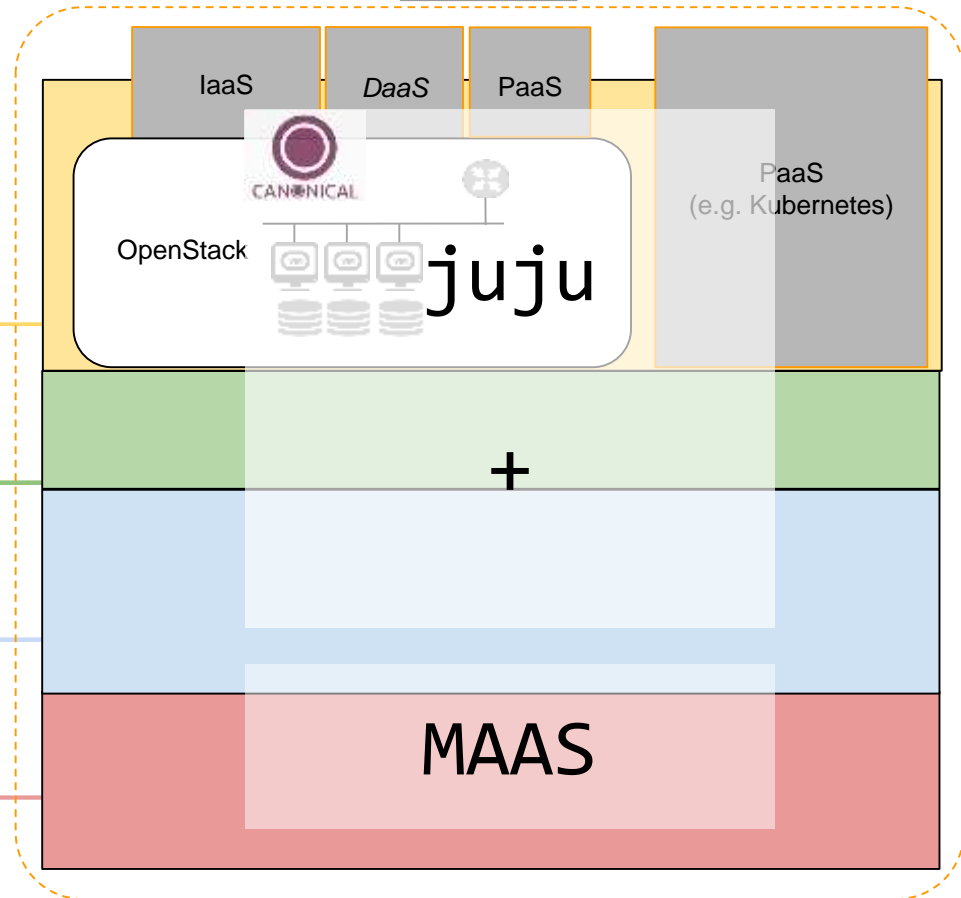 IaaS
DaaS
PaaS
PaaS
(e.g. Kubernetes)
CANONICAL
OpenStack
juju
+
MAAS